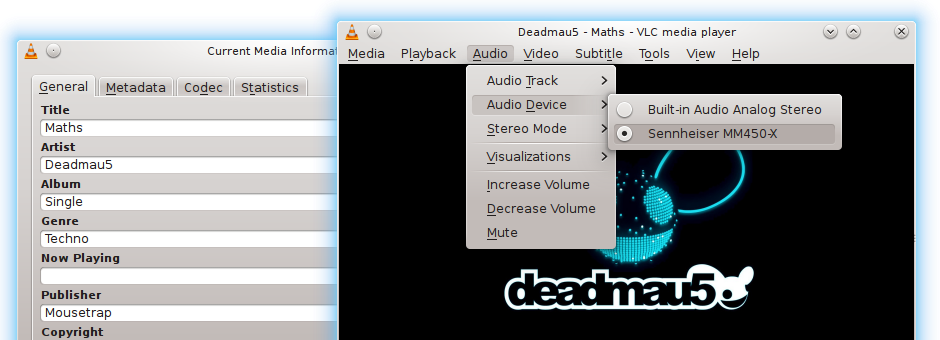 Current Media Informat
General Metadata Codec Statistics
Title
Maths
Artist
Deadmau5
Album
Single
Genre
Techno
Now Playing
Publisher
Mousetrap
Copyright
Deadmau5 - Maths - VLC media player
Media Playback Audio Video Subtitle Tools View Help
Audio Track
Audio Device
Stereo Mode
Visualizations
Increase Volume
Decrease Volume
Mute
Built-in Audio Analog Stereo
Sennheiser MM450-X
deadmau5